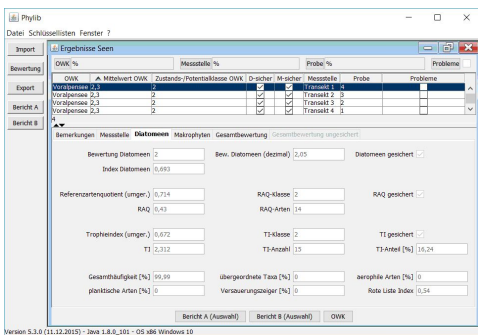 Phylib
Datei Schlüssellisten Fenster ?
Import
Bewertung
Export
Bericht A
Bericht B
Ergebnisse Seen
OWK % Messstelle % Probe % Probleme
OWK Mittelwert OWK Zustands-/Potentialklasse OWK D-sicher M-sicher Messstelle Probe Probleme
Voralpensee 2,3 2 Transekt 1 4
Voralpensee 2,3 2 Transekt 2 3
Voralpensee 2,3 2 Transekt 3 2
Voralpensee 2,3 2 Transekt 4 1
4
Bemerkungen Messstelle Diatomeen Makrophyten Gesamtbewertung Gesamtbewertung ungesichert
Bewertung Diatomeen 2 Bew. Diatomeen (dezimal) 2,05 Diatomeen gesichert
Index Diatomeen 0,693
Referenzartenquotient (umger.) 0,714 RAQ-Klasse 2 RAQ gesichert
RAQ 0,43 RAQ-Arten 14
Trophieindex (umger.) 0,672 TI-Klasse 2 TI gesichert
TI 2,312 TI-Anzahl 15 TI-Anteil [%] 16,24
Gesamthäufigkeit [%] 99,99 übergeordnete Taxa [%] 0 aerophile Arten [%] 0
planktische Arten [%] 0 Versauerungszeiger [%] 0 Rote Liste Index 0,54
Bericht A (Auswahl) Bericht B (Auswahl) OWK
Version 5.3.0 (11.12.2015) - Java 1.8.0_101 - OS x86 Windows 10